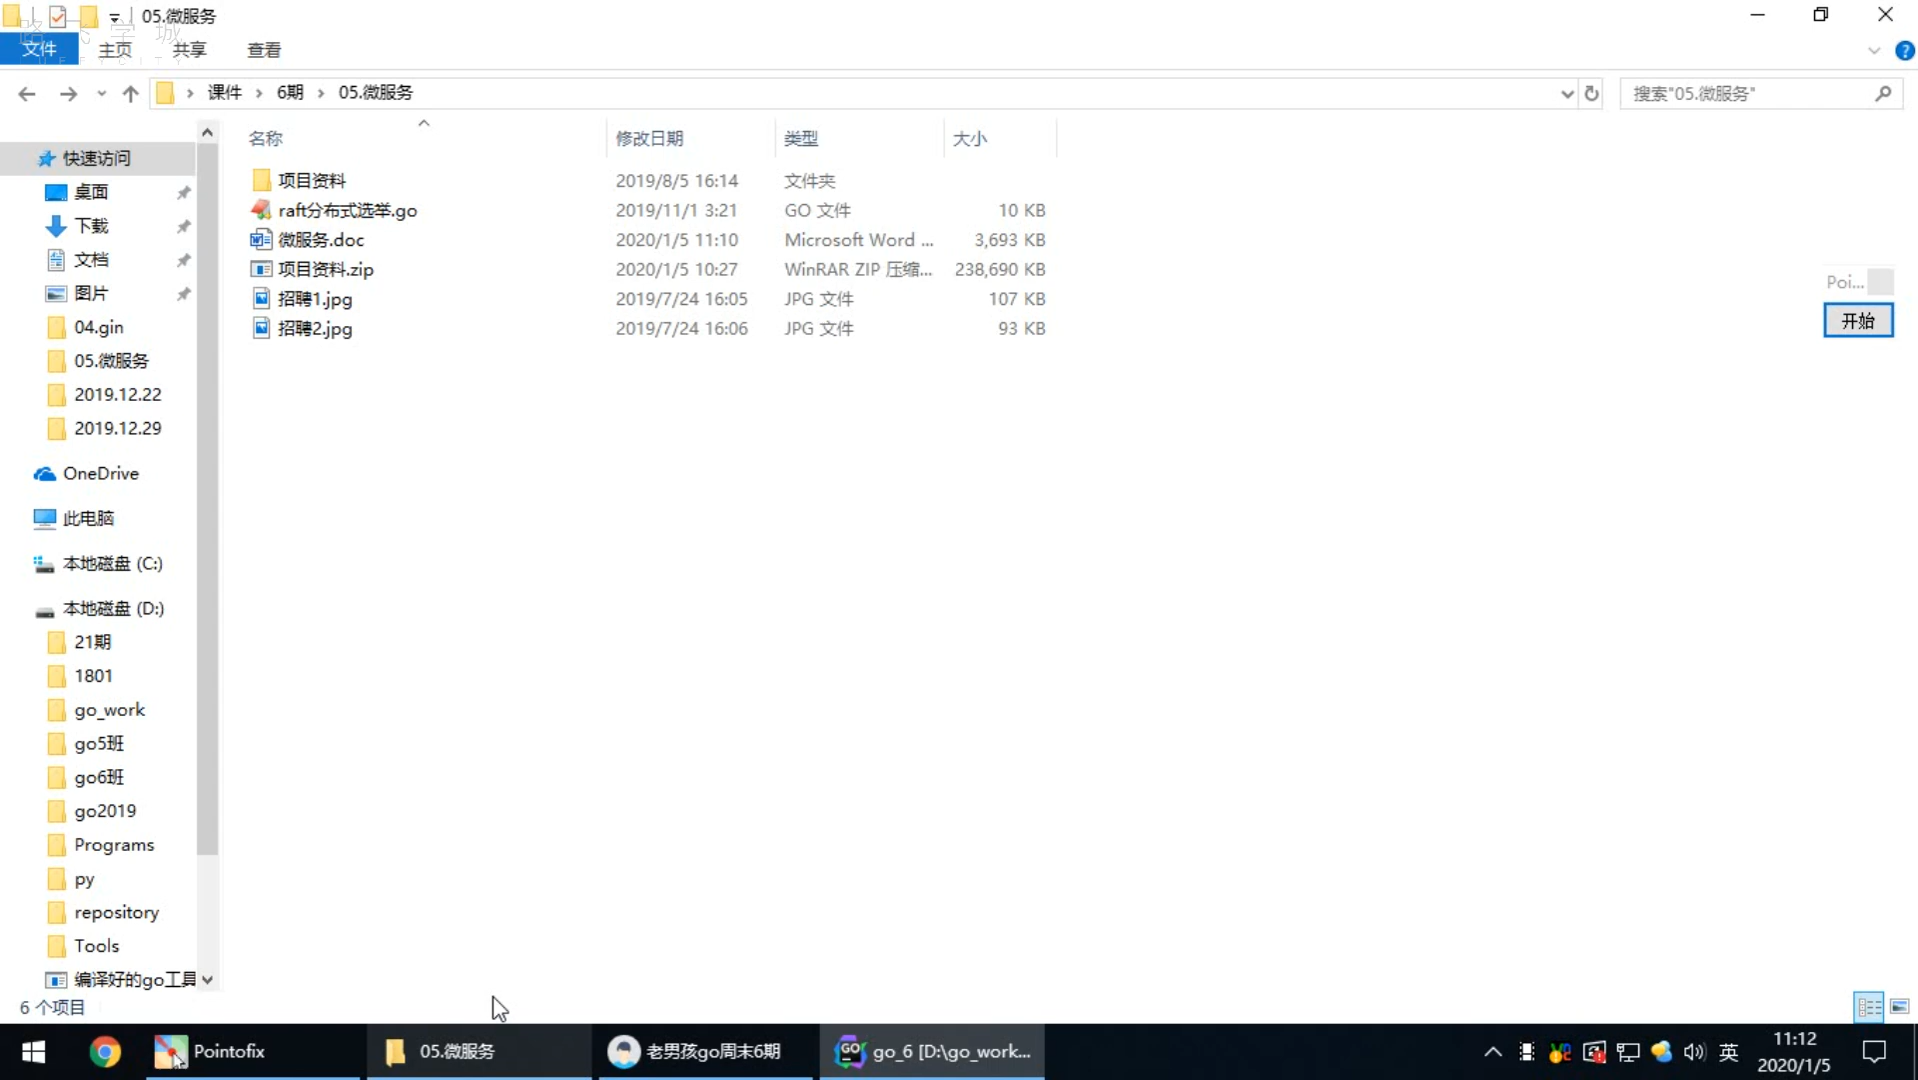 05.微服务
文件 主页 共享 查看
课件 6期 05.微服务
搜索"05.微服务"
名称 修改日期 类型 大小
项目资料 2019/8/5 16:14 文件夹
raft分布式选举.go 2019/11/1 3:21 GO 文件 10 KB
微服务.doc 2020/1/5 11:10 Microsoft Word ... 3,693 KB
项目资料.zip 2020/1/5 10:27 WinRAR ZIP 压缩... 238,690 KB
招聘1.jpg 2019/7/24 16:05 JPG 文件 107 KB
招聘2.jpg 2019/7/24 16:06 JPG 文件 93 KB
快速访问
桌面
下载
文档
图片
04.gin
05.微服务
2019.12.22
2019.12.29
OneDrive
此电脑
本地磁盘 (C:)
本地磁盘 (D:)
21期
1801
go_work
go5班
go6班
go2019
Programs
py
repository
Tools
编译好的go工具
Poi...
开始
6 个项目
Pointofix
05.微服务
老男孩go周末6期
GO
go_6 [D:\go_work...
英
11:12
2020/1/5